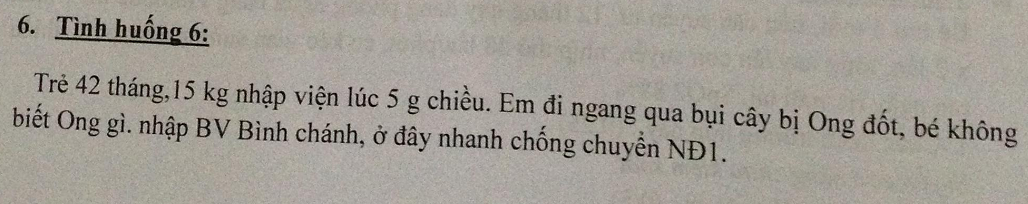 6. Tình huống 6:
Trẻ 42 tháng,15 kg nhập viện lúc 5 g chiều. Em đi ngang qua bụi cây bị Ong đốt, bé không
biết Ong gì. nhập BV Bình chánh, ở đây nhanh chống chuyển NĐ1.